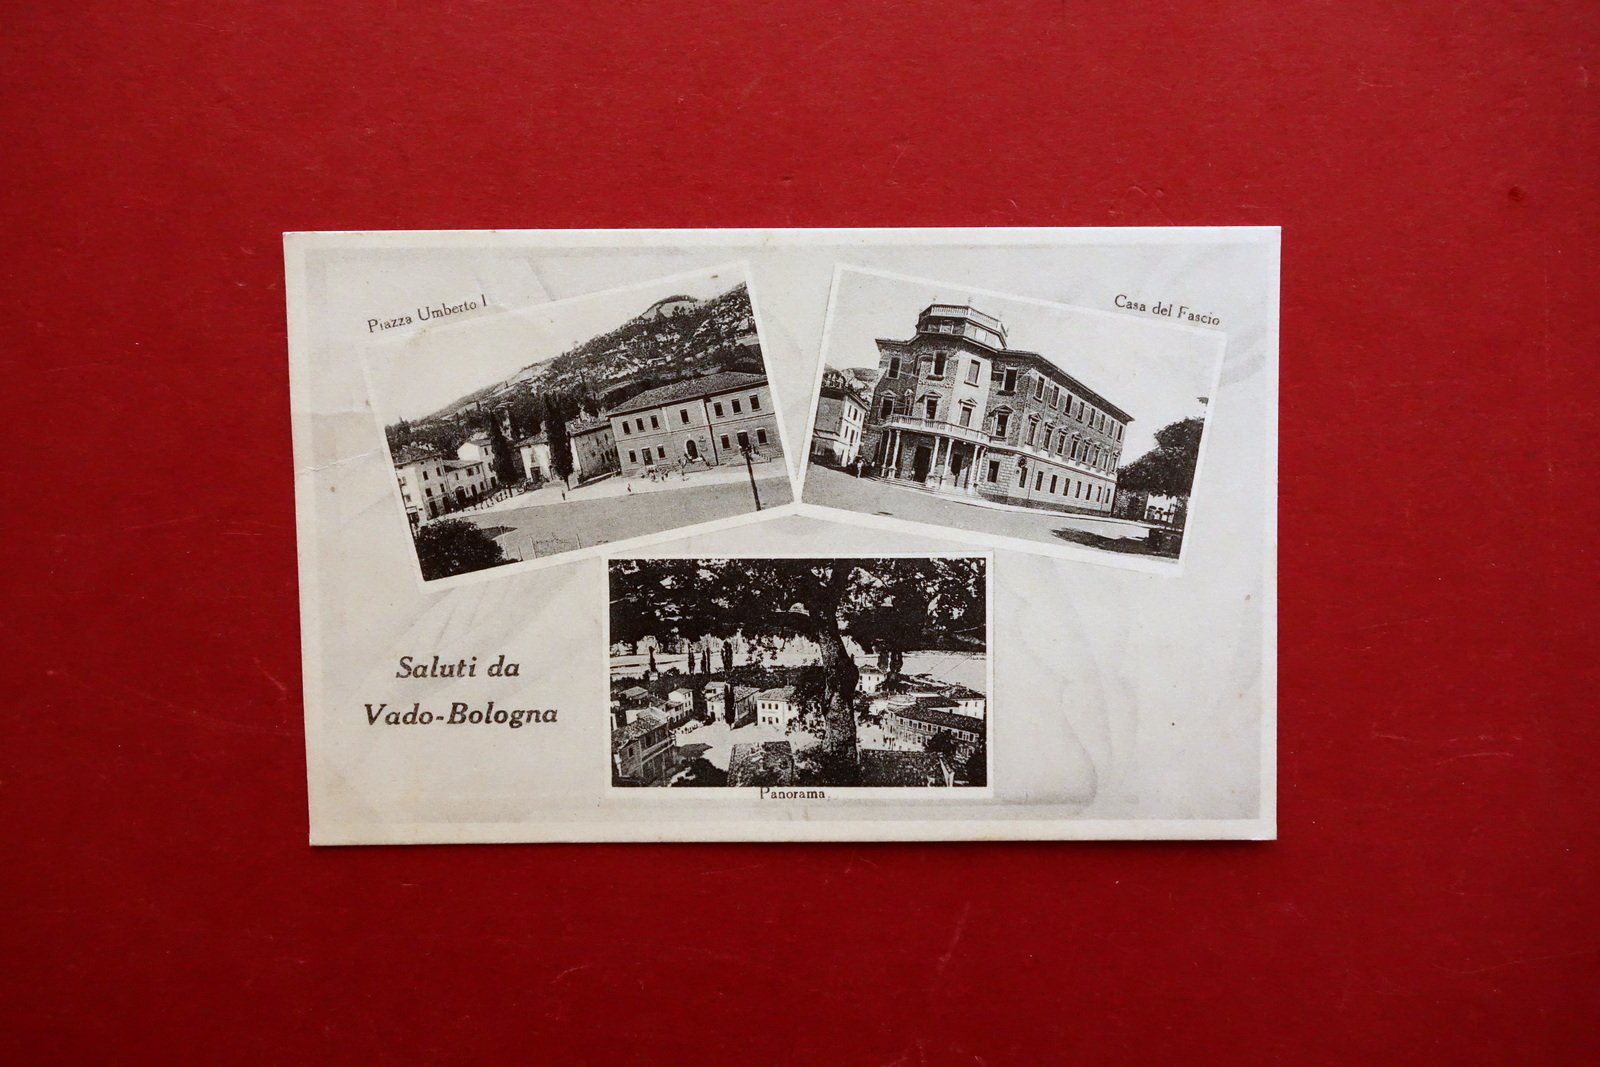 Piazza Umberto I
Casa del Fascio
Saluti da
Vado-Bologna
Panorama